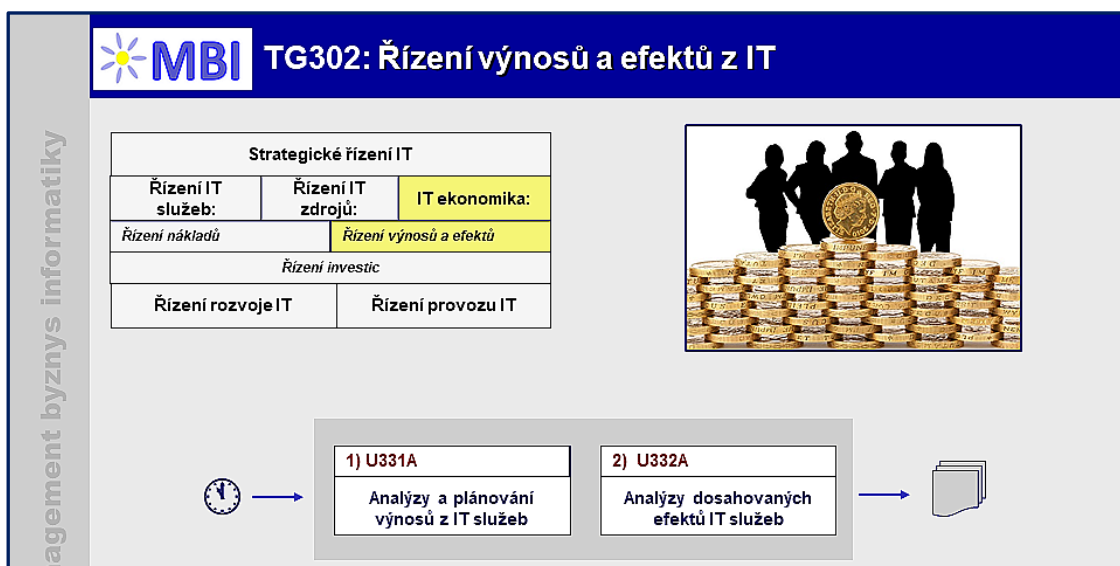 MBI
TG302: Řízení výnosů a efektů z IT
Strategické řízení IT
Řízení IT
služeb:
Řízení IT
zdrojů:
IT ekonomika:
Řízení nákladů
Řízení výnosů a efektů
Řízení investic
Řízení rozvoje IT
Řízení provozu IT
agement byznys informatiky
1) U331A
Analýzy a plánování
výnosů z IT služeb
2) U332A
Analýzy dosahovaných
efektů IT služeb